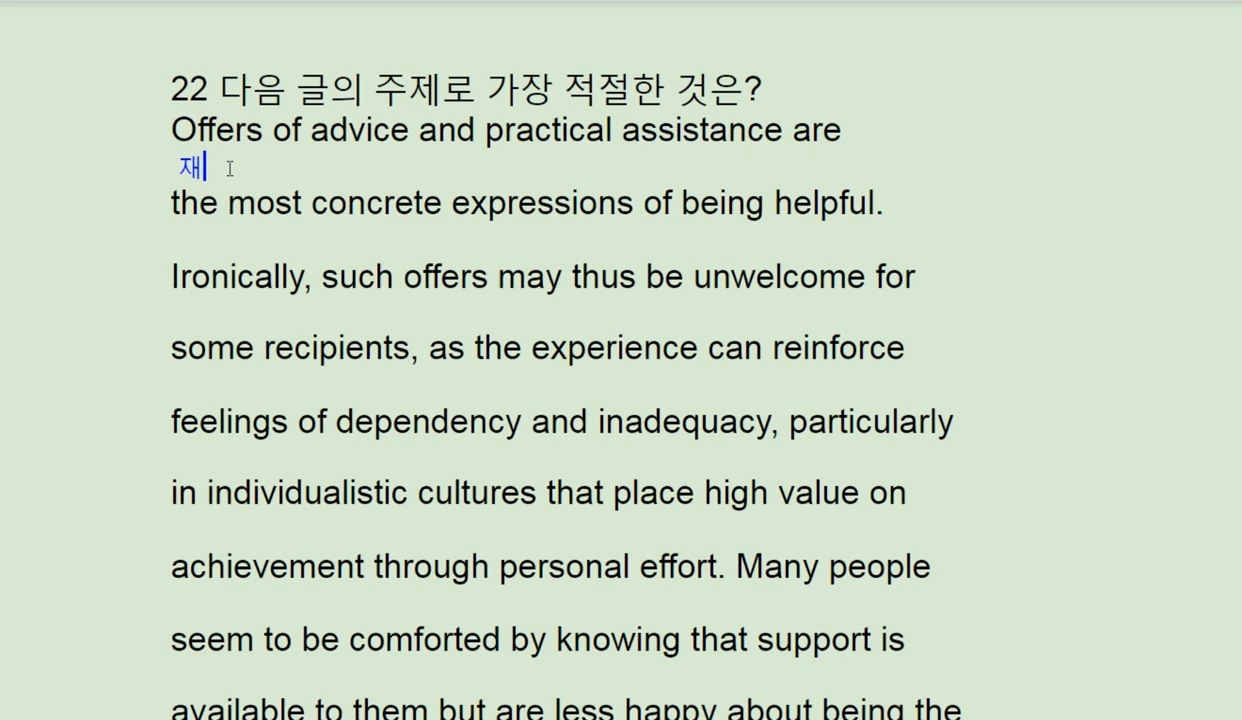 22 다음 글의 주제로 가장 적절한 것은?
Offers of advice and practical assistance are
재
the most concrete expressions of being helpful.
Ironically, such offers may thus be unwelcome for
some recipients, as the experience can reinforce
feelings of dependency and inadequacy, particularly
in individualistic cultures that place high value on
achievement through personal effort. Many people
seem to be comforted by knowing that support is
available to them but are less happy about being the